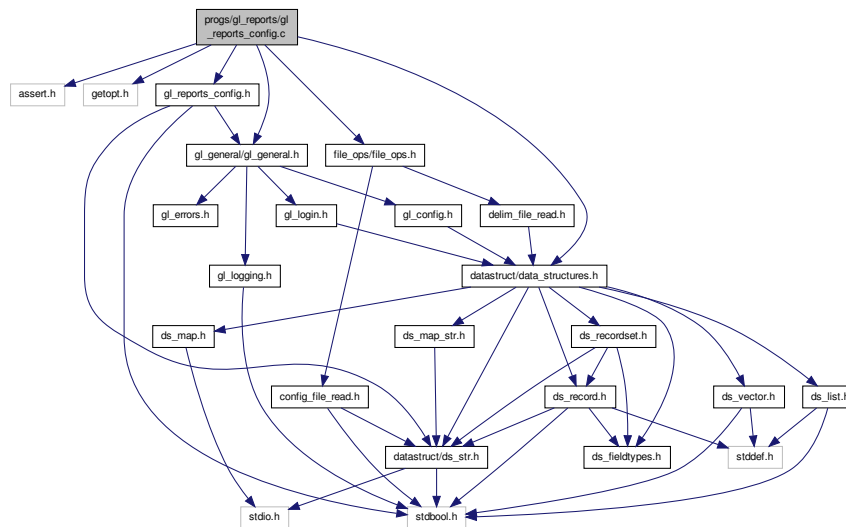 progs/gl_reports/gl
_reports_config.c
assert.h
getopt.h
gl_reports_config.h
gl_general/gl_general.h
file_ops/file_ops.h
gl_errors.h
gl_login.h
gl_config.h
delim_file_read.h
gl_logging.h
datastruct/data_structures.h
ds_map.h
ds_map_str.h
ds_recordset.h
config_file_read.h
ds_record.h
ds_vector.h
ds_list.h
datastruct/ds_str.h
ds_fieldtypes.h
stddef.h
stdio.h
stdbool.h